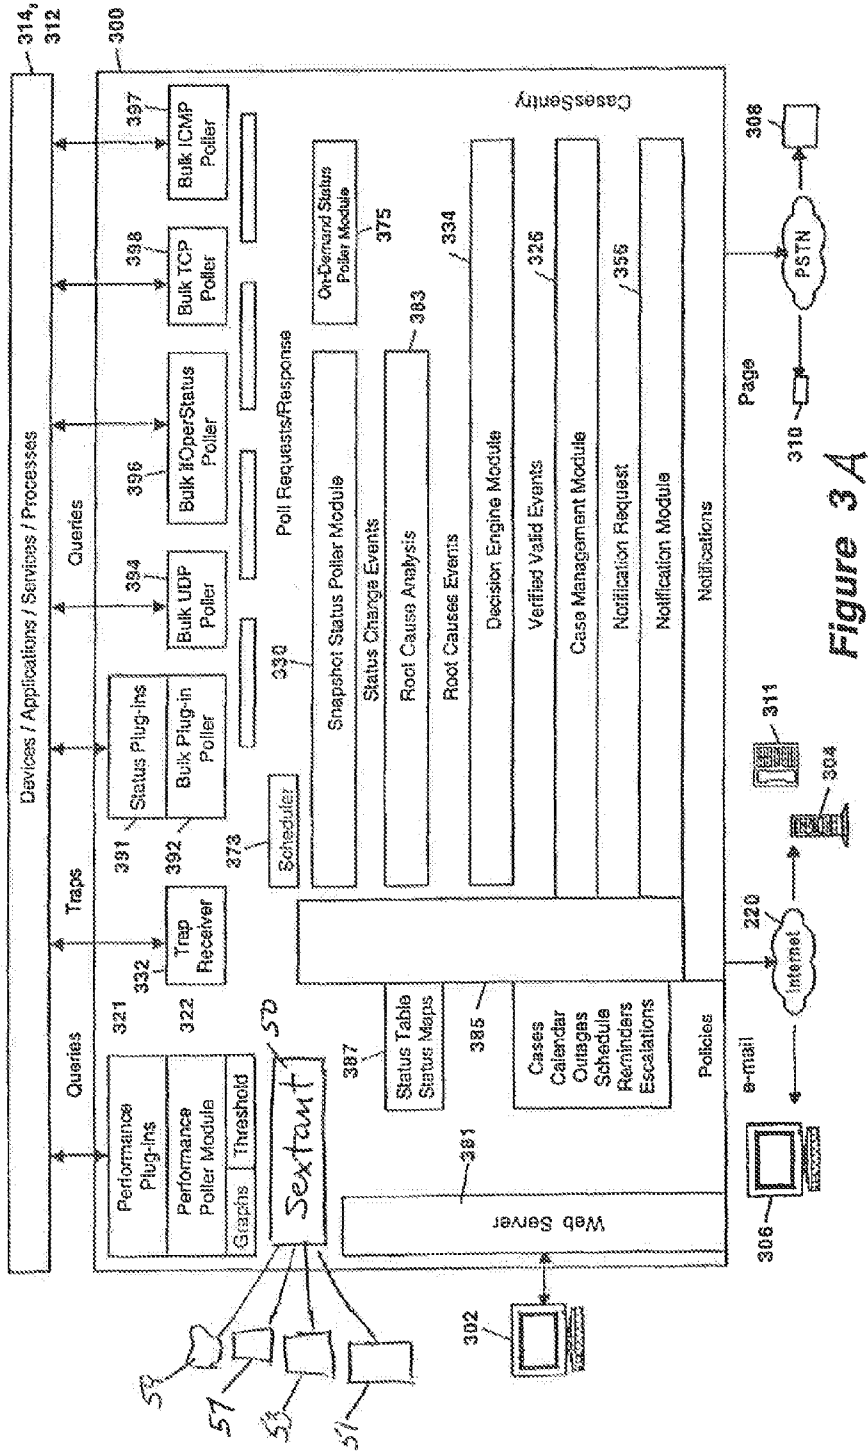 314,
312
Devices / Applications / Services / Processes
Queries
Traps
Queries
300
321
Performance
Plug-ins
322
Performance
Poller Module
Graphs
Threshold
332
Trap
Receiver
391
Status Plug-ins
392
Bulk Plug-in
Poller
394
Bulk UDP
Poller
396
Bulk IfOperStatus
Poller
398
Bulk TCP
Poller
397
Bulk ICMP
Poller
50
Sextant
373
Scheduler
Poll Requests/Response
330
Snapshot Status Poller Module
On-Demand Status
Poller Module
375
Status Change Events
387
Status Table
Status Maps
Root Cause Analysis
383
Root Causes Events
385
334
Decision Engine Module
Cases
Calendar
Outages
Schedule
Reminders
Escalations
Verified Valid Events
326
Case Management Module
Notification Request
356
Notification Module
381
Web Server
Policies
Notifications
CasesSentry
57
53
51
302
e-mail
Page
306
Internet
220
304
311
310
PSTN
308
Figure 3A